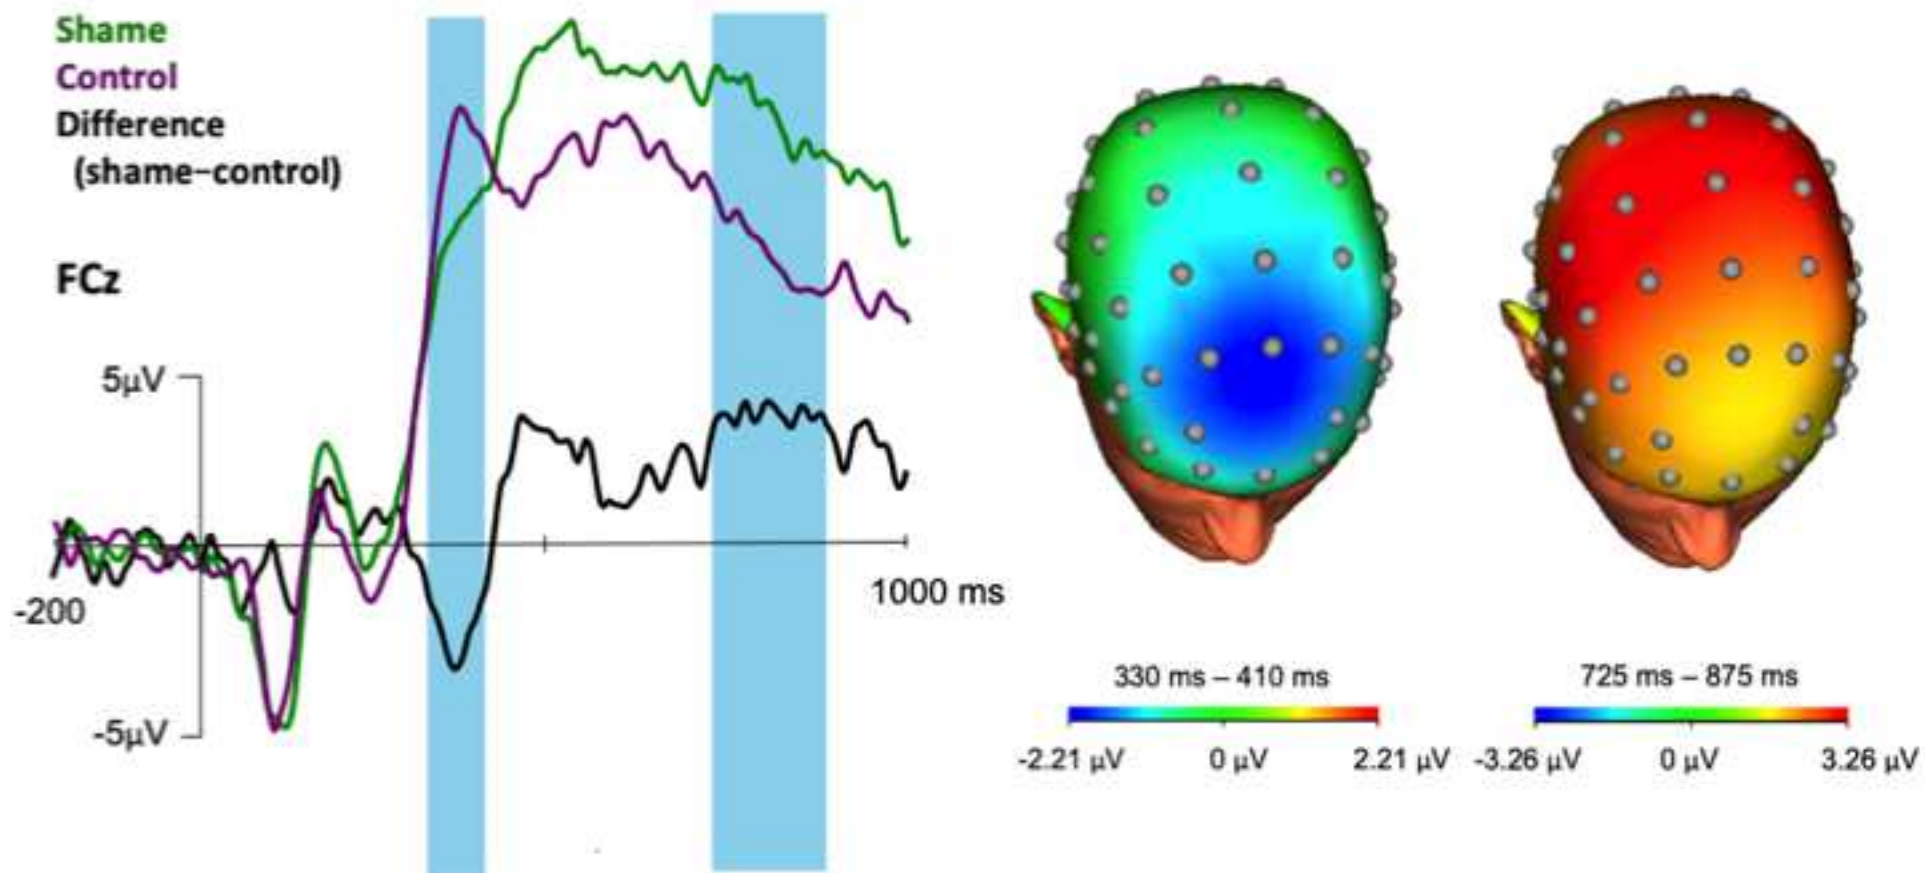 Shame
Control
Difference
(shame−control)
FCz
5µV
-5µV
-200
1000 ms
330 ms – 410 ms
-2.21 µV 0 µV 2.21 µV
725 ms – 875 ms
-3.26 µV 0 µV 3.26 µV